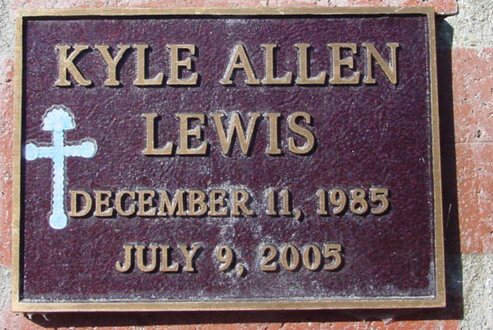 KYLE ALLEN
LEWIS
DECEMBER 11, 1985
JULY 9, 2005